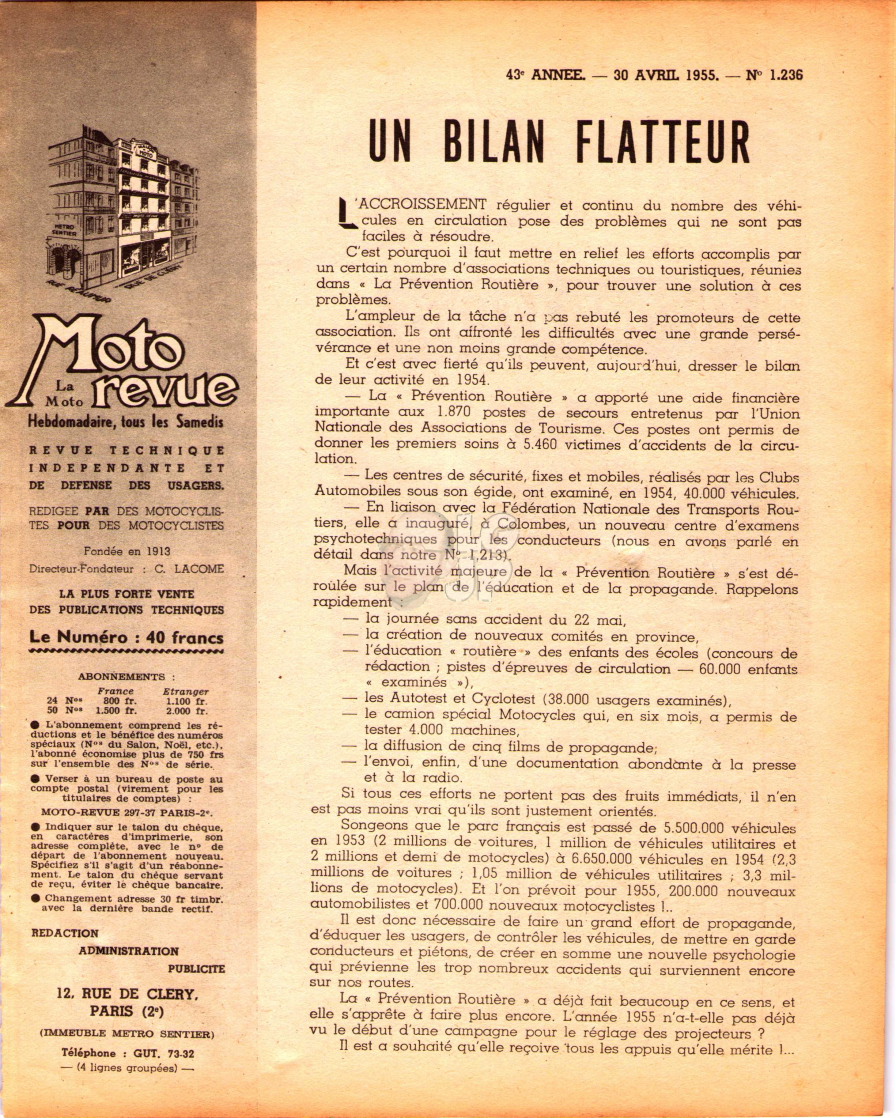 METRO
SENTIER
RUE REAUMUR
RUE DE CLERY
Moto
La
Moto revue
Hebdomadaire, tous les Samedis
REVUE TECHNIQUE
INDEPENDANTE ET
DE DEFENSE DES USAGERS.
REDIGEE PAR DES MOTOCYCLIS-
TES POUR DES MOTOCYCLISTES
Fondée en 1913
Directeur-Fondateur : C. LACOME
LA PLUS FORTE VENTE
DES PUBLICATIONS TECHNIQUES
Le Numéro : 40 francs
ABONNEMENTS :
France Etranger
24 Nos 800 fr. 1.100 fr.
50 Nos 1.500 fr. 2.000 fr.
● L'abonnement comprend les ré-
ductions et le bénéfice des numéros
spéciaux (Nos du Salon, Noël, etc.),
l'abonné économise plus de 750 frs
sur l'ensemble des Nos de série.
● Verser à un bureau de poste au
compte postal (virement pour les
titulaires de comptes) :
MOTO-REVUE 297-37 PARIS-2e.
● Indiquer sur le talon du chèque,
en caractères d'imprimerie, son
adresse complète, avec le no de
départ de l'abonnement nouveau.
Spécifiez s'il s'agit d'un réabonne-
ment. Le talon du chèque servant
de reçu, éviter le chèque bancaire.
● Changement adresse 30 fr timbr.
avec la dernière bande rectif.
REDACTION
ADMINISTRATION
PUBLICITE
12, RUE DE CLERY,
PARIS (2e)
(IMMEUBLE METRO SENTIER)
Téléphone : GUT. 73-32
— (4 lignes groupées) —
43e ANNEE. — 30 AVRIL 1955. — No 1.236
UN BILAN FLATTEUR
L'ACCROISSEMENT régulier et continu du nombre des véhi-
cules en circulation pose des problèmes qui ne sont pas
faciles à résoudre.
C'est pourquoi il faut mettre en relief les efforts accomplis par
un certain nombre d'associations techniques ou touristiques, réunies
dans « La Prévention Routière », pour trouver une solution à ces
problèmes.
L'ampleur de la tâche n'a pas rebuté les promoteurs de cette
association. Ils ont affronté les difficultés avec une grande persé-
vérance et une non moins grande compétence.
Et c'est avec fierté qu'ils peuvent, aujourd'hui, dresser le bilan
de leur activité en 1954.
— La « Prévention Routière » a apporté une aide financière
importante aux 1.870 postes de secours entretenus par l'Union
Nationale des Associations de Tourisme. Ces postes ont permis de
donner les premiers soins à 5.460 victimes d'accidents de la circu-
lation.
— Les centres de sécurité, fixes et mobiles, réalisés par les Clubs
Automobiles sous son égide, ont examiné, en 1954, 40.000 véhicules.
— En liaison avec la Fédération Nationale des Transports Rou-
tiers, elle a inauguré, à Colombes, un nouveau centre d'examens
psychotechniques pour les conducteurs (nous en avons parlé en
détail dans notre No 1,213).
Mais l'activité majeure de la « Prévention Routière » s'est dé-
roulée sur le plan de l'éducation et de la propagande. Rappelons
rapidement :
— la journée sans accident du 22 mai,
— la création de nouveaux comités en province,
— l'éducation « routière » des enfants des écoles (concours de
rédaction ; pistes d'épreuves de circulation — 60.000 enfants
« examinés »),
— les Autotest et Cyclotest (38.000 usagers examinés),
— le camion spécial Motocycles qui, en six mois, a permis de
tester 4.000 machines,
— la diffusion de cinq films de propagande;
— l'envoi, enfin, d'une documentation abondante à la presse
et à la radio.
Si tous ces efforts ne portent pas des fruits immédiats, il n'en
est pas moins vrai qu'ils sont justement orientés.
Songeons que le parc français est passé de 5.500.000 véhicules
en 1953 (2 millions de voitures, 1 million de véhicules utilitaires et
2 millions et demi de motocycles) à 6.650.000 véhicules en 1954 (2,3
millions de voitures ; 1,05 million de véhicules utilitaires ; 3,3 mil-
lions de motocycles). Et l'on prévoit pour 1955, 200.000 nouveaux
automobilistes et 700.000 nouveaux motocyclistes !..
Il est donc nécessaire de faire un grand effort de propagande,
d'éduquer les usagers, de contrôler les véhicules, de mettre en garde
conducteurs et piétons, de créer en somme une nouvelle psychologie
qui prévienne les trop nombreux accidents qui surviennent encore
sur nos routes.
La « Prévention Routière » a déjà fait beaucoup en ce sens, et
elle s'apprête à faire plus encore. L'année 1955 n'a-t-elle pas déjà
vu le début d'une campagne pour le réglage des projecteurs ?
Il est a souhaité qu'elle reçoive tous les appuis qu'elle mérite !...